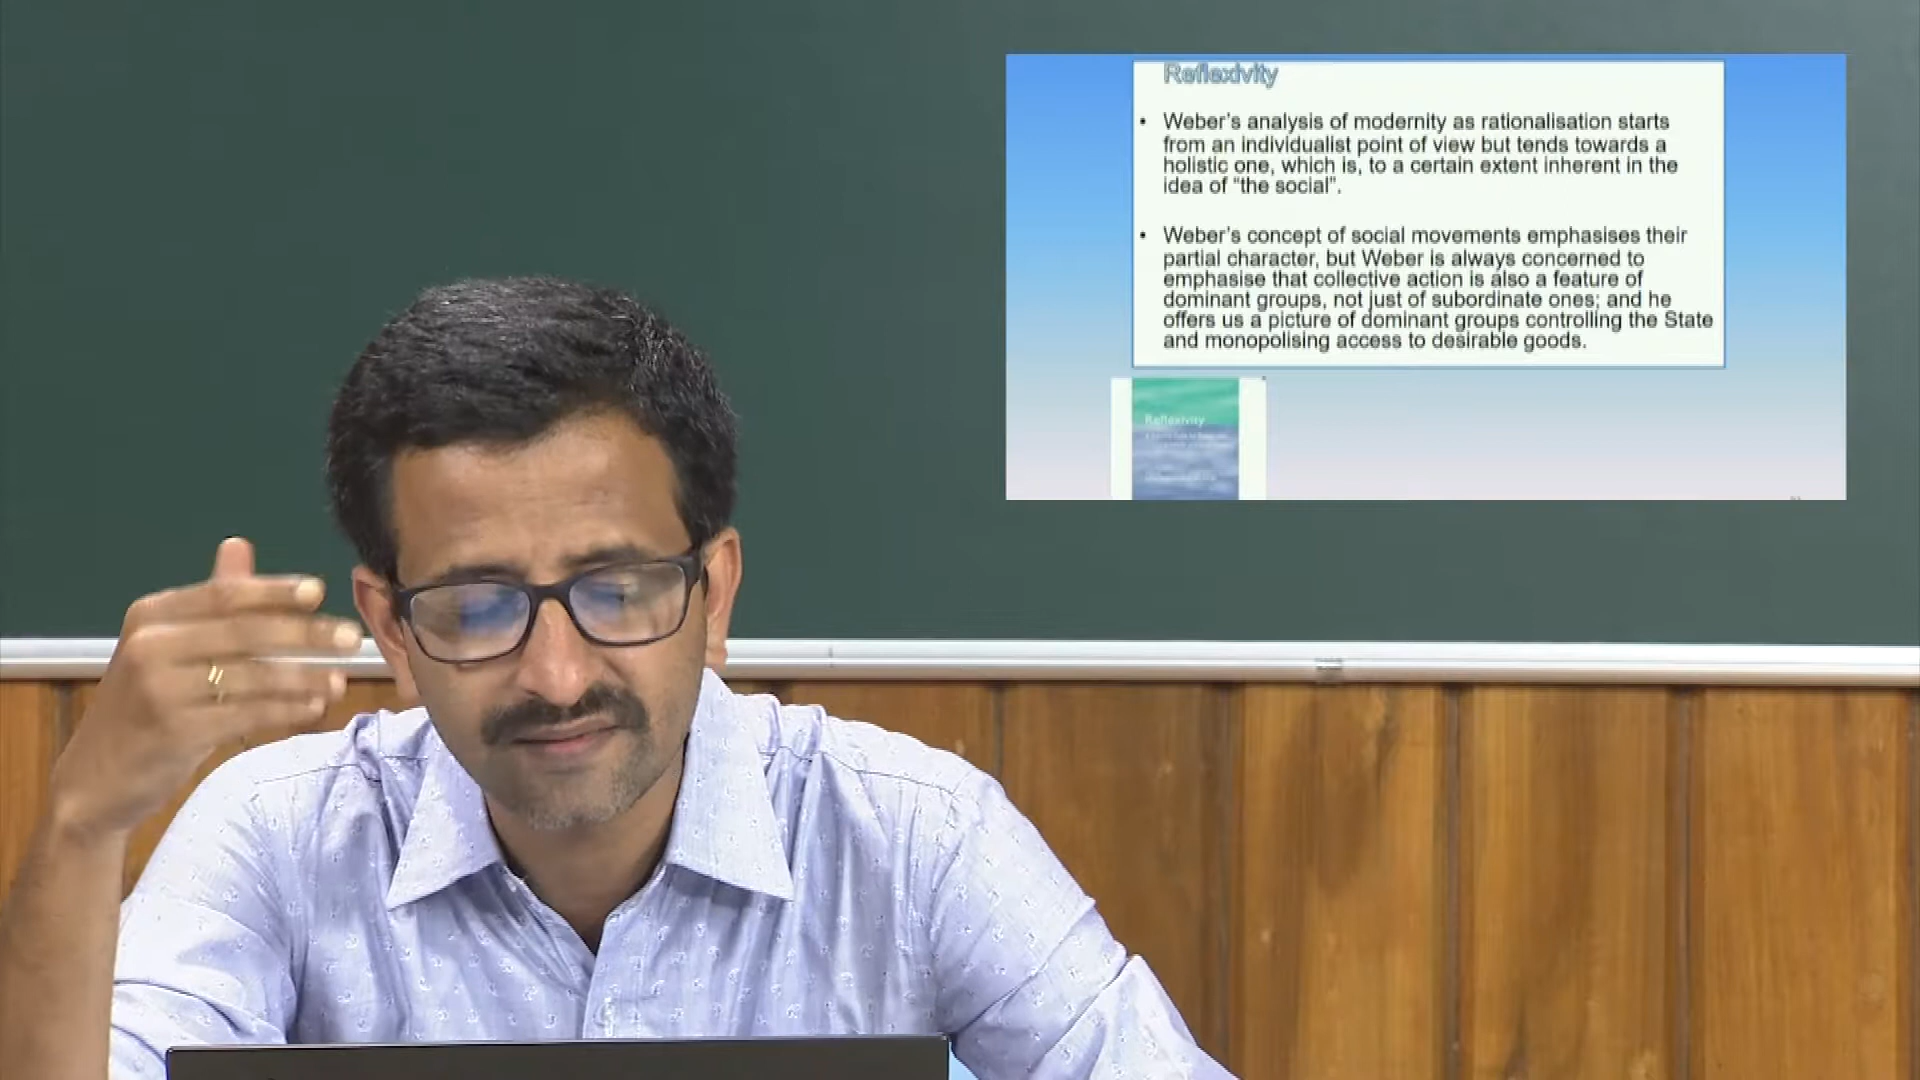 Reflexivity
• Weber's analysis of modernity as rationalisation starts
from an individualist point of view but tends towards a
holistic one, which is, to a certain extent inherent in the
idea of "the social".
• Weber's concept of social movements emphasises their
partial character, but Weber is always concerned to
emphasise that collective action is also a feature of
dominant groups, not just of subordinate ones; and he
offers us a picture of dominant groups controlling the State
and monopolising access to desirable goods.
Reflexivity